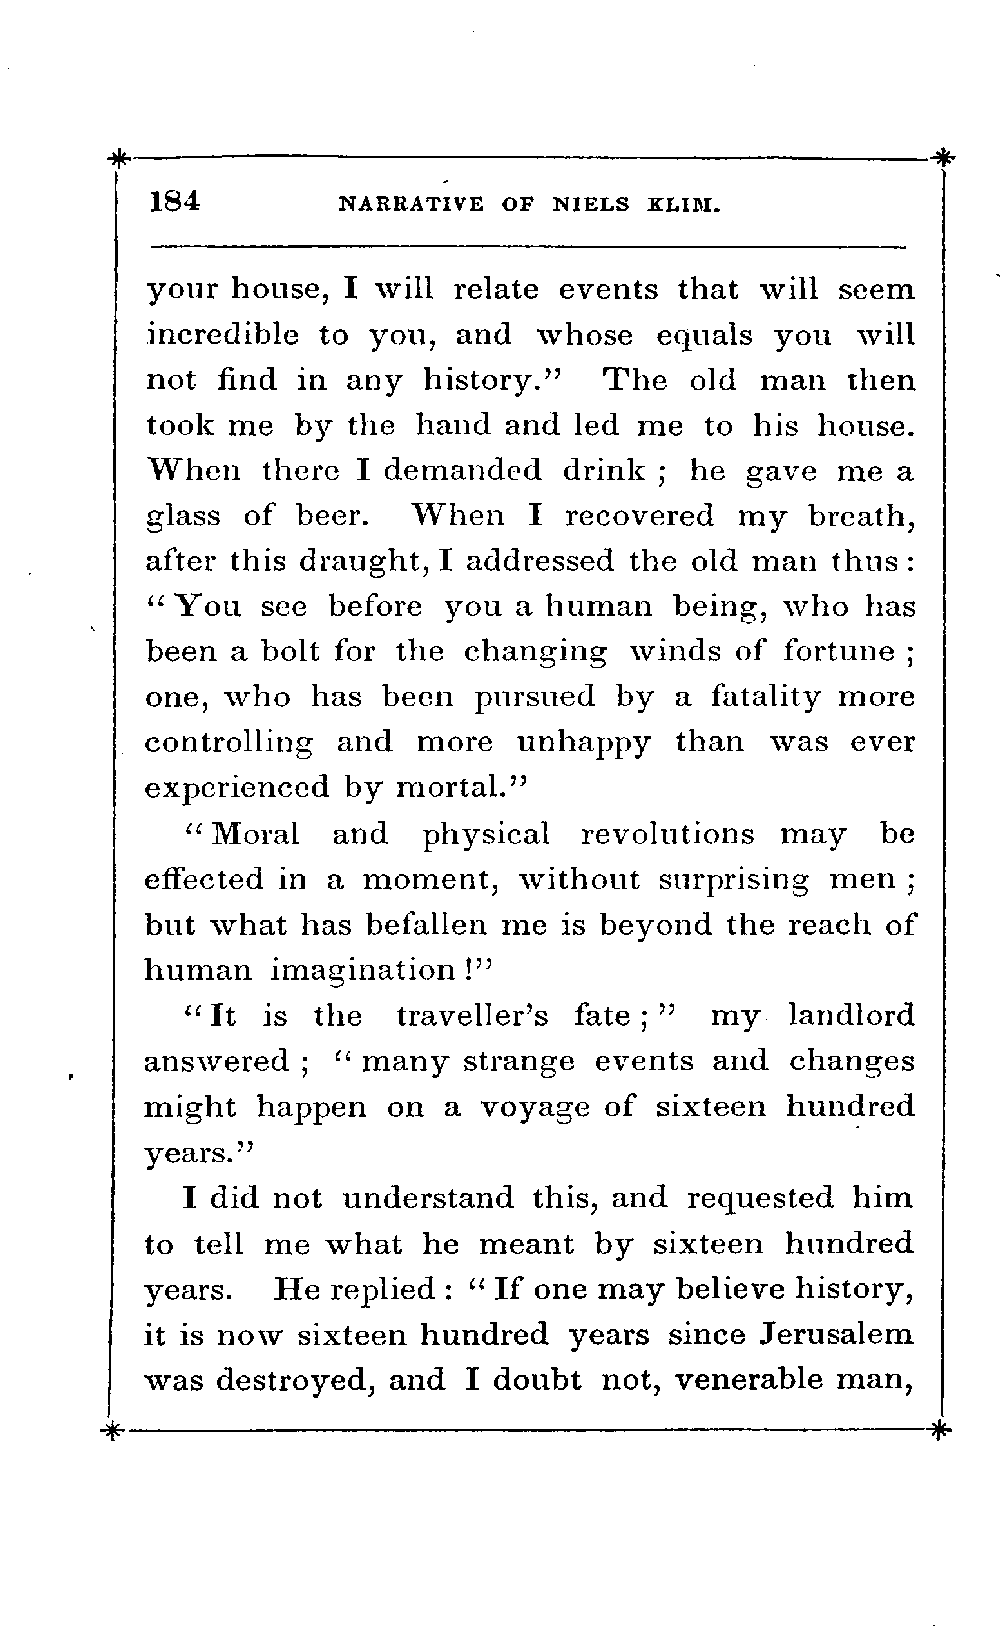 184 NARRATIVE OF NIELS KLIM.
your house, I will relate events that will seem
incredible to you, and whose equals you will
not find in any history.” The old man then
took me by the hand and led me to his house.
When there I demanded drink ; he gave me a
glass of beer. When I recovered my breath,
after this draught, I addressed the old man thus :
“ You see before you a human being, who has
been a bolt for the changing winds of fortune ;
one, who has been pursued by a fatality more
controlling and more unhappy than was ever
experienced by mortal.”
“ Moral and physical revolutions may be
effected in a moment, without surprising men ;
but what has befallen me is beyond the reach of
human imagination !”
“ It is the traveller’s fate ; ” my landlord
answered ; “ many strange events and changes
might happen on a voyage of sixteen hundred
years.”
I did not understand this, and requested him
to tell me what he meant by sixteen hundred
years. He replied : “ If one may believe history,
it is now sixteen hundred years since Jerusalem
was destroyed, and I doubt not, venerable man,